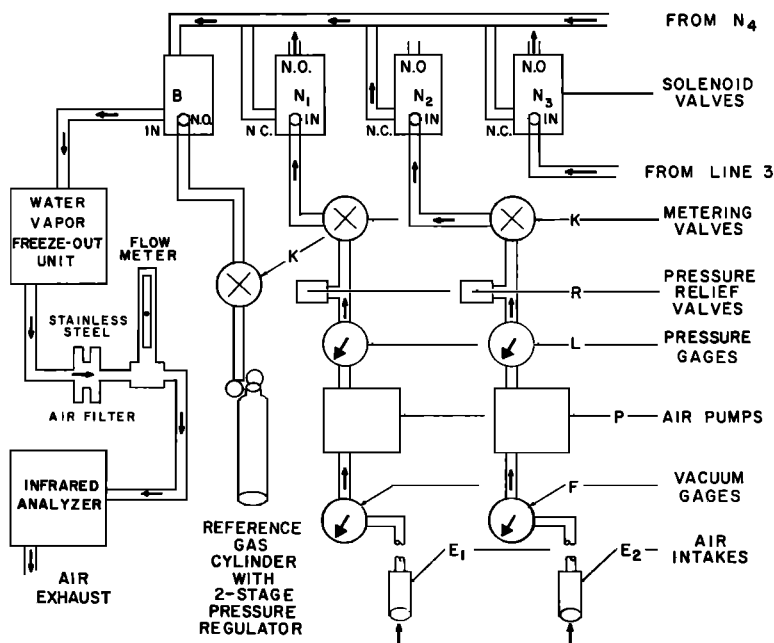 FROM N4
B
N.O.
IN
N.O.
N1
IN
N.C.
N.O
N2
IN
N.C.
N.O.
N3
IN
N.C.
SOLENOID
VALVES
FROM LINE 3
WATER
VAPOR
FREEZE-OUT
UNIT
FLOW
METER
K
K
METERING
VALVES
R
PRESSURE
RELIEF
VALVES
STAINLESS
STEEL
AIR FILTER
L
PRESSURE
GAGES
P
AIR PUMPS
INFRARED
ANALYZER
F
VACUUM
GAGES
REFERENCE
GAS
CYLINDER
WITH
2-STAGE
PRESSURE
REGULATOR
E1
E2
AIR
INTAKES
AIR
EXHAUST